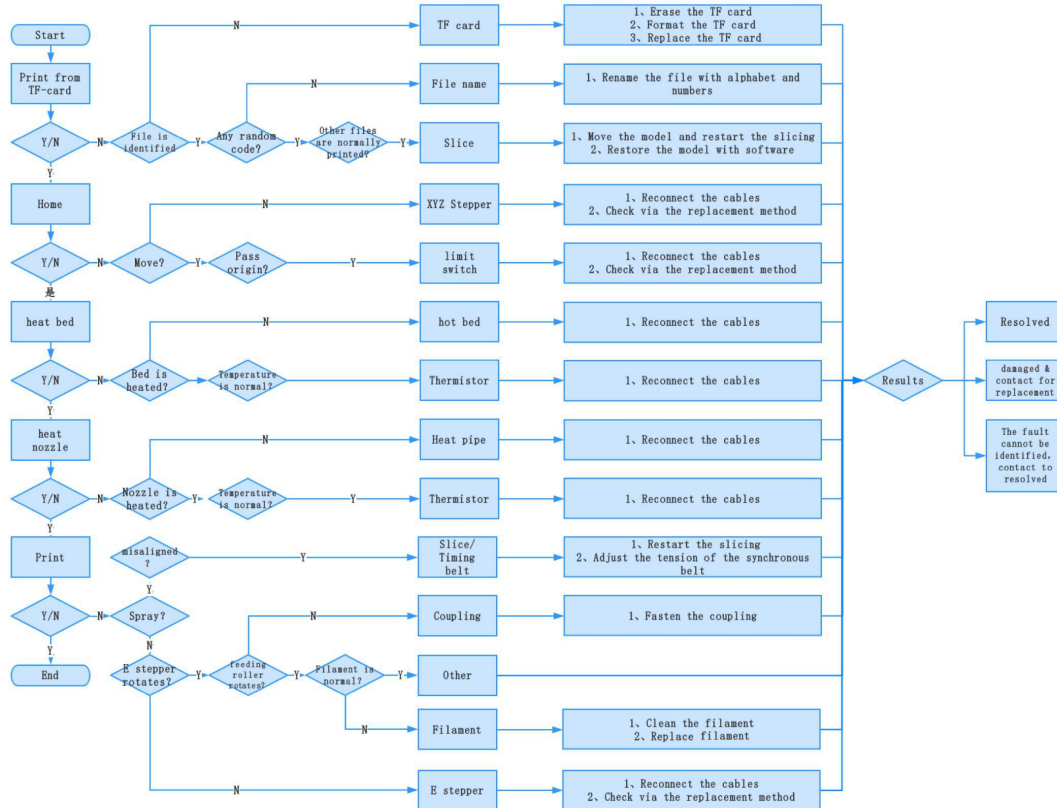 Start
Print from
TF-card
Y/N
N
File is
identified
N
TF card
1、Erase the TF card
2、Format the TF card
3、Replace the TF card
Y
Any random
code?
N
File name
1、Rename the file with alphabet and
numbers
Y
Other files
are normally
printed?
Y
Slice
1、Move the model and restart the slicing
2、Restore the model with software
Y
Home
Y/N
N
Move?
N
XYZ Stepper
1、Reconnect the cables
2、Check via the replacement method
Y
Pass
origin?
Y
limit
switch
1、Reconnect the cables
2、Check via the replacement method
是
heat bed
Y/N
N
Bed is
heated?
N
hot bed
1、Reconnect the cables
Temperature
is normal?
Thermistor
1、Reconnect the cables
Y
heat
nozzle
Y/N
N
Nozzle is
heated?
N
Heat pipe
1、Reconnect the cables
Y
Temperature
is normal?
Y
Thermistor
1、Reconnect the cables
Y
Print
Y/N
N
Spray?
Y
misaligned
?
Y
Slice/
Timing
belt
1、Restart the slicing
2、Adjust the tension of the synchronous
belt
N
E stepper
rotates?
Y
feeding
roller
rotates?
N
Coupling
1、Fasten the coupling
Y
Filament is
normal?
Y
Other
N
Filament
1、Clean the filament
2、Replace filament
N
E stepper
1、Reconnect the cables
2、Check via the replacement method
Y
End
Results
Resolved
damaged &
contact for
replacement
The fault
cannot be
identified,
contact to
resolved